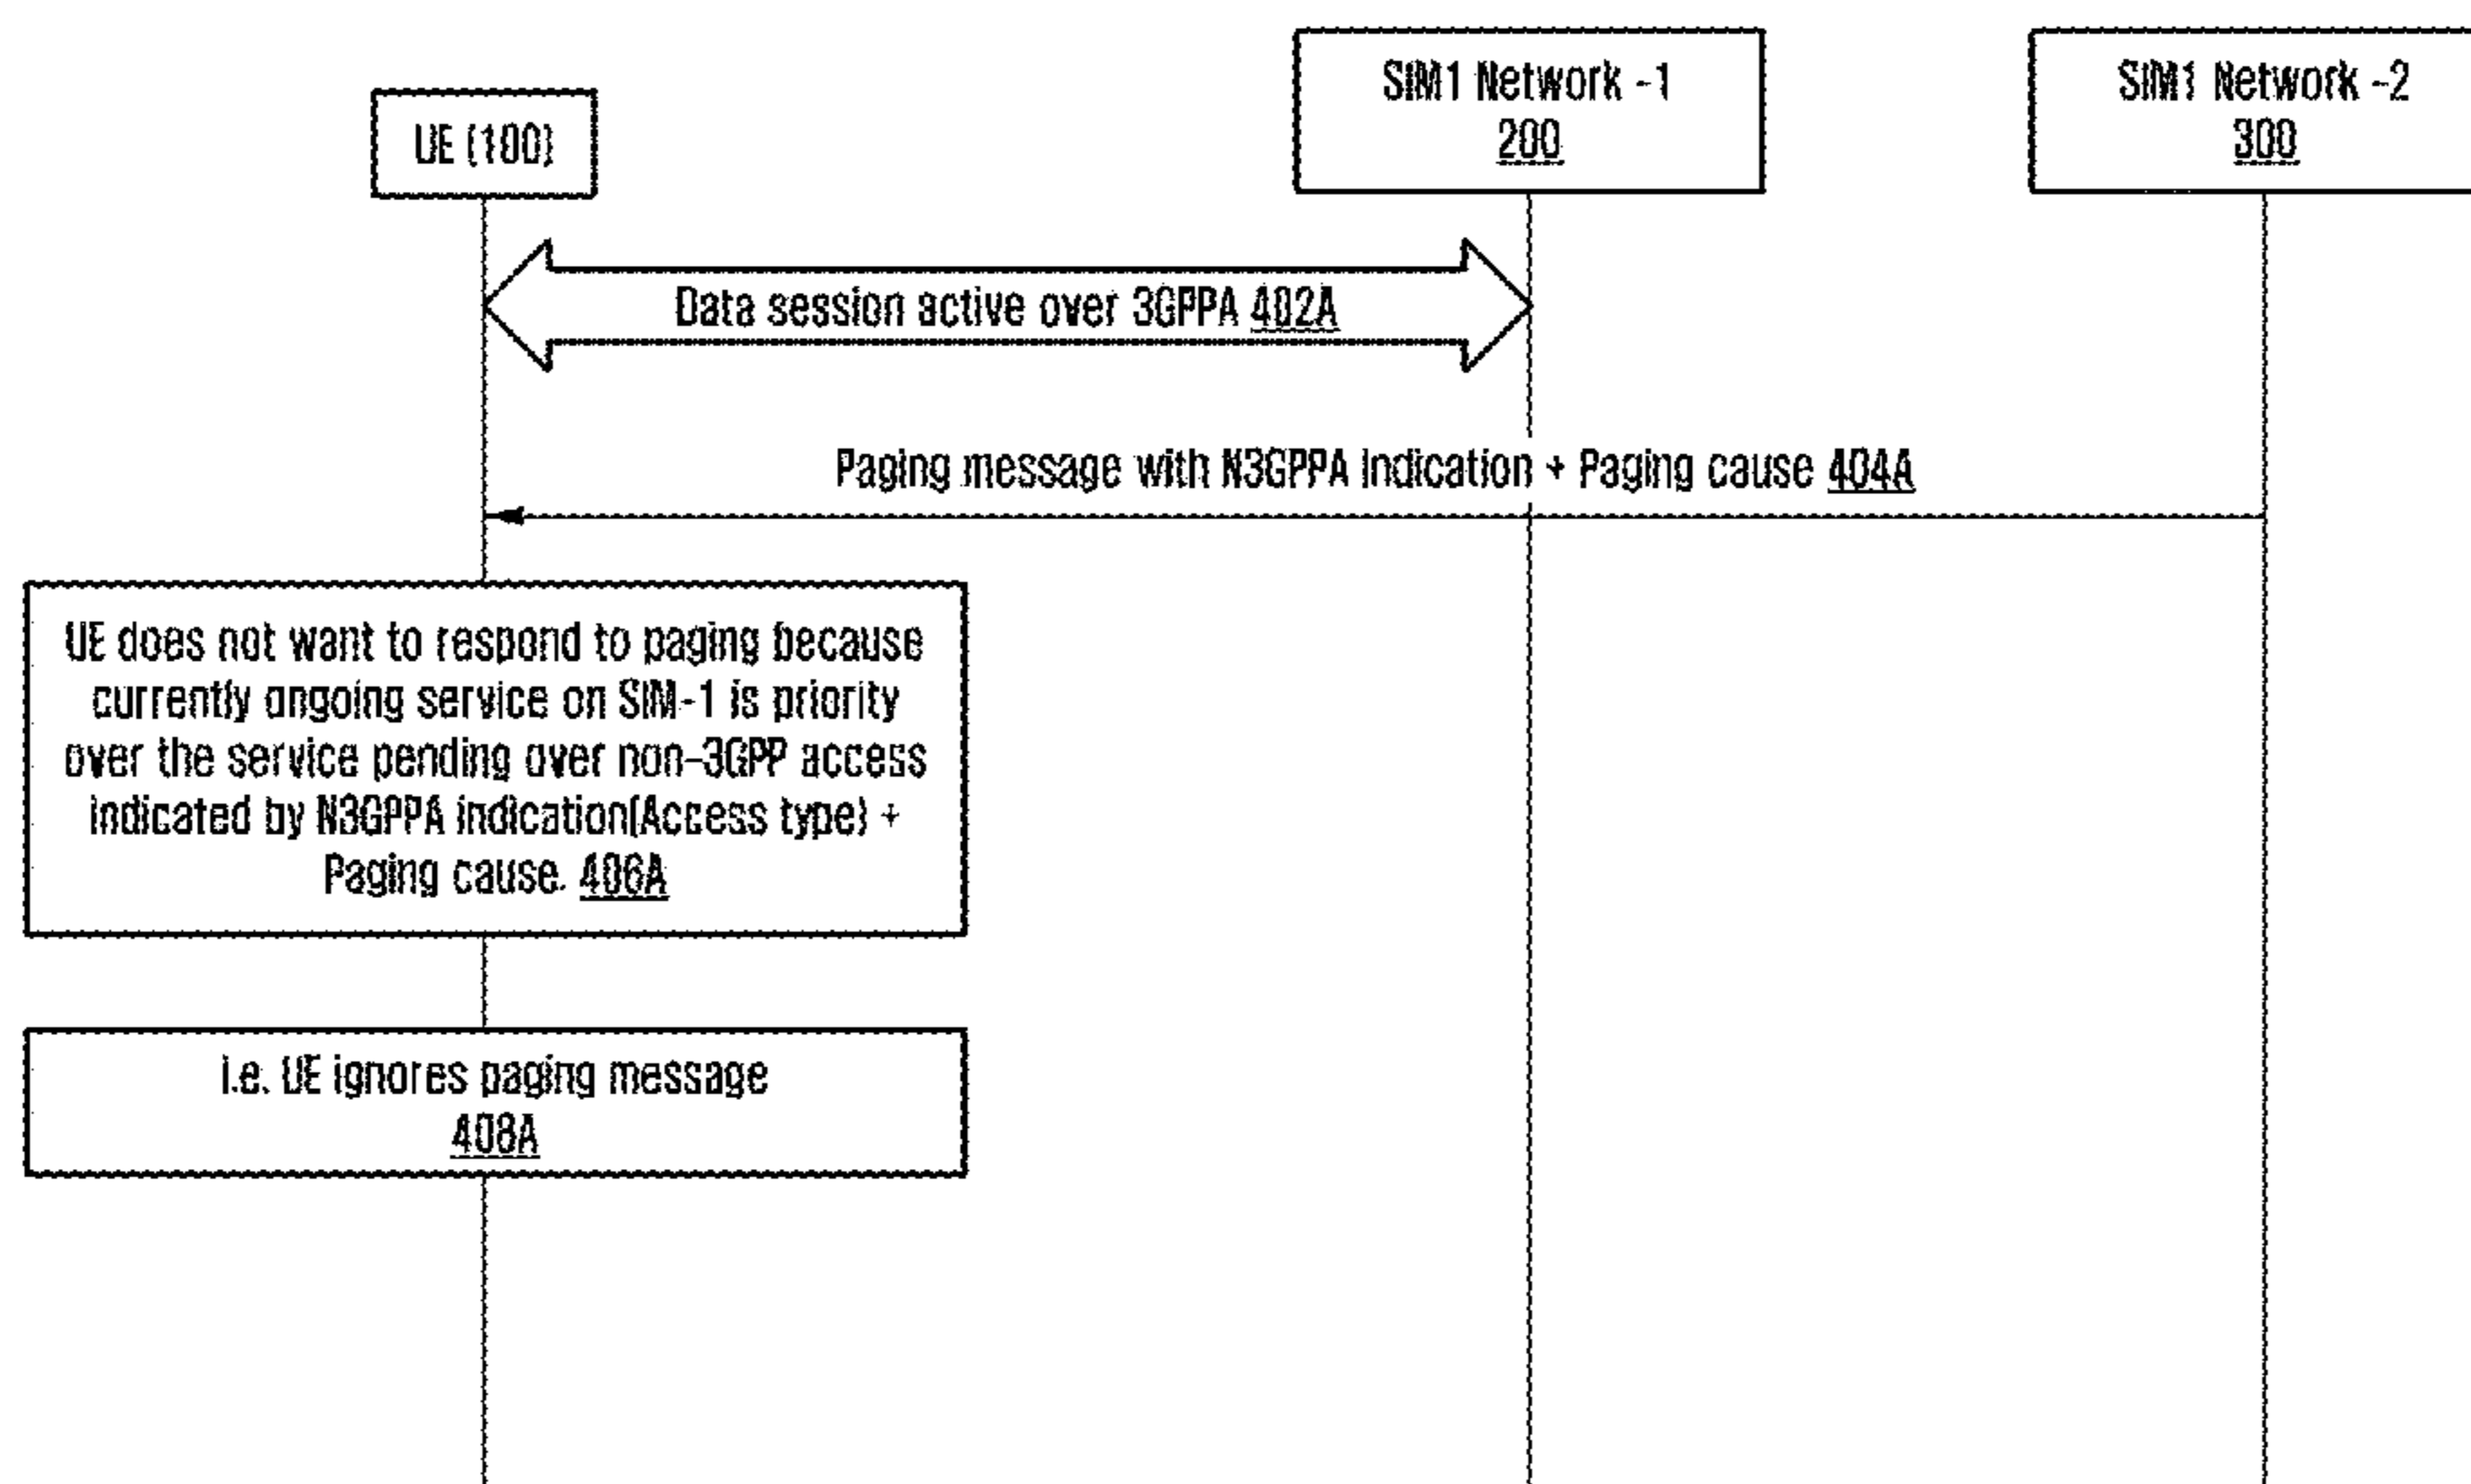 UE (100)
SIM1 Network -1
200
SIM1 Network -2
300
Data session active over 3GPPA 402A
Paging message with N3GPPA Indication + Paging cause 404A
UE does not want to respond to paging because
currently ongoing service on SIM-1 is priority
over the service pending over non-3GPP access
indicated by N3GPPA indication(Access type) +
Paging cause. 406A
i.e. UE ignores paging message
408A